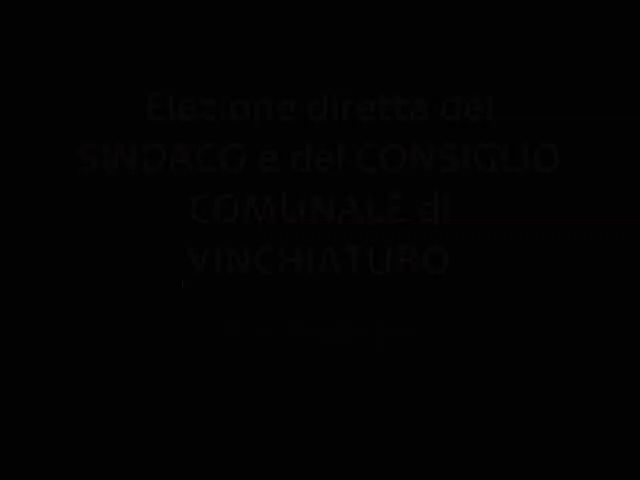 Elezione diretta del
SINDACO e del CONSIGLIO
COMUNALE di
VINCHIATURO